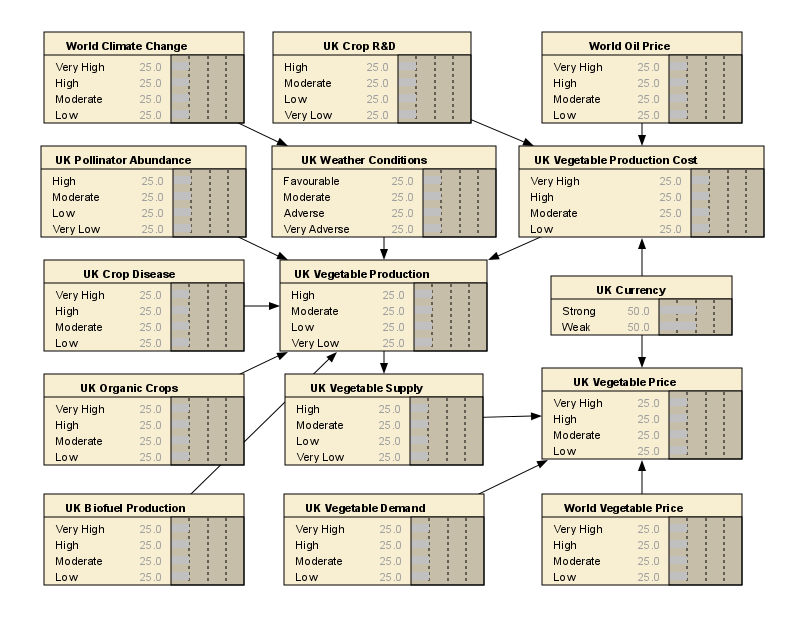 World Climate Change
Very High 25.0
High 25.0
Moderate 25.0
Low 25.0
UK Crop R&D
High 25.0
Moderate 25.0
Low 25.0
Very Low 25.0
World Oil Price
Very High 25.0
High 25.0
Moderate 25.0
Low 25.0
UK Pollinator Abundance
High 25.0
Moderate 25.0
Low 25.0
Very Low 25.0
UK Weather Conditions
Favourable 25.0
Moderate 25.0
Adverse 25.0
Very Adverse 25.0
UK Vegetable Production Cost
Very High 25.0
High 25.0
Moderate 25.0
Low 25.0
UK Crop Disease
Very High 25.0
High 25.0
Moderate 25.0
Low 25.0
UK Vegetable Production
High 25.0
Moderate 25.0
Low 25.0
Very Low 25.0
UK Currency
Strong 50.0
Weak 50.0
UK Organic Crops
Very High 25.0
High 25.0
Moderate 25.0
Low 25.0
UK Vegetable Supply
High 25.0
Moderate 25.0
Low 25.0
Very Low 25.0
UK Vegetable Price
Very High 25.0
High 25.0
Moderate 25.0
Low 25.0
UK Biofuel Production
Very High 25.0
High 25.0
Moderate 25.0
Low 25.0
UK Vegetable Demand
Very High 25.0
High 25.0
Moderate 25.0
Low 25.0
World Vegetable Price
Very High 25.0
High 25.0
Moderate 25.0
Low 25.0